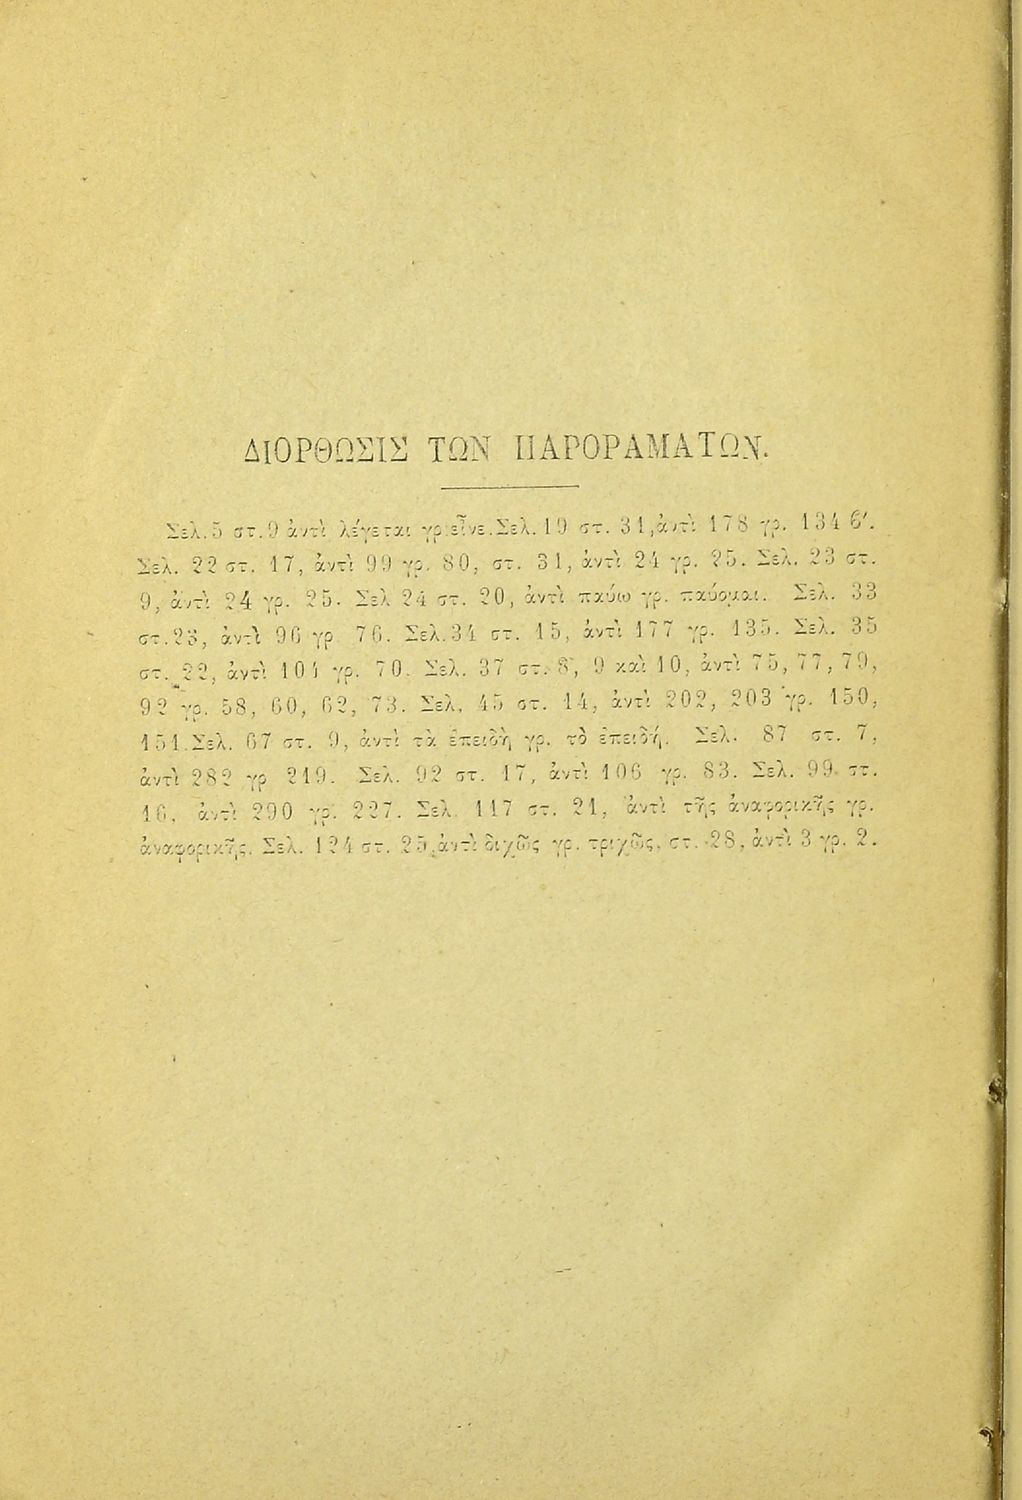 ΔΙΟΡΘΩΣΙΣ ΤΩΝ ΠΑΡΟΡΑΜΑΤΩΝ.
Σελ. 5 στ. 9 ἀντὶ λέγεται γρ. εἶνε. Σελ. 19 στ. 31, ἀντὶ 178 γρ. 134 β′.
Σελ. 22 στ. 17, ἀντὶ 99 γρ. 80, στ. 31, ἀντὶ 24 γρ. 25. Σελ. 23 στ.
9, ἀντὶ 24 γρ. 25. Σελ 24 στ. 20, ἀντὶ παύω γρ. παύομαι. Σελ. 33
στ. 23, ἀντὶ 96 γρ 76. Σελ. 34 στ. 15, ἀντὶ 177 γρ. 135. Σελ. 35
στ. 22, ἀντὶ 101 γρ. 70. Σελ. 37 στ. 8, 9 καὶ 10, ἀντὶ 75, 77, 79,
92 γρ. 58, 60, 62, 73. Σελ, 45 στ. 14, ἀντὶ 202, 203 γρ. 150,
151. Σελ. 67 στ. 9, ἀντὶ τὰ ἐπειδὴ γρ. τὸ ἐπειδή. Σελ. 87 στ. 7,
ἀντὶ 282 γρ 219. Σελ. 92 στ. 17, ἀντὶ 106 γρ. 83. Σελ. 99 στ.
16, ἀντὶ 290 γρ. 227. Σελ. 117 στ. 21, ἀντὶ τῆς ἀναφορικῆς γρ.
ἀναφορικῆς. Σελ. 124 στ. 25, ἀντὶ διχῶς γρ. τριχῶς, στ. 28, ἀντὶ 3 γρ. 2.